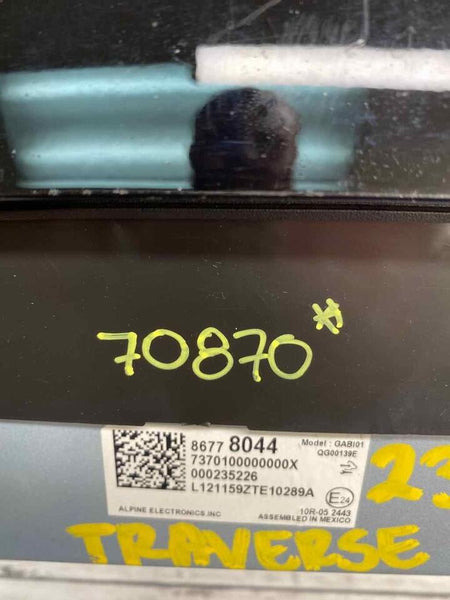 70870*
8677 8044 Model : GABI01
7370100000000X QG00139E
000235226
L121159ZTE10289A E24
ALPINE ELECTRONICS.INC 10R-05 2443
ASSEMBLED IN MEXICO
23
TRAVERSE